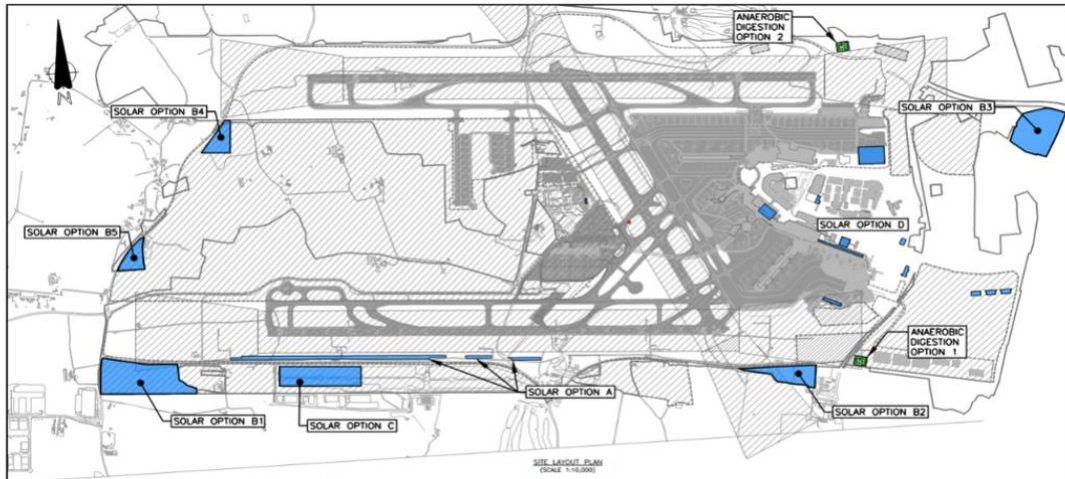 ANAEROBIC
DIGESTION
OPTION 2
N
SOLAR OPTION B4
SOLAR OPTION B3
SOLAR OPTION B5
SOLAR OPTION D
ANAEROBIC
DIGESTION
OPTION 1
SOLAR OPTION A
SOLAR OPTION B1
SOLAR OPTION C
SOLAR OPTION B2
SITE LAYOUT PLAN
(SCALE 1:10,000)